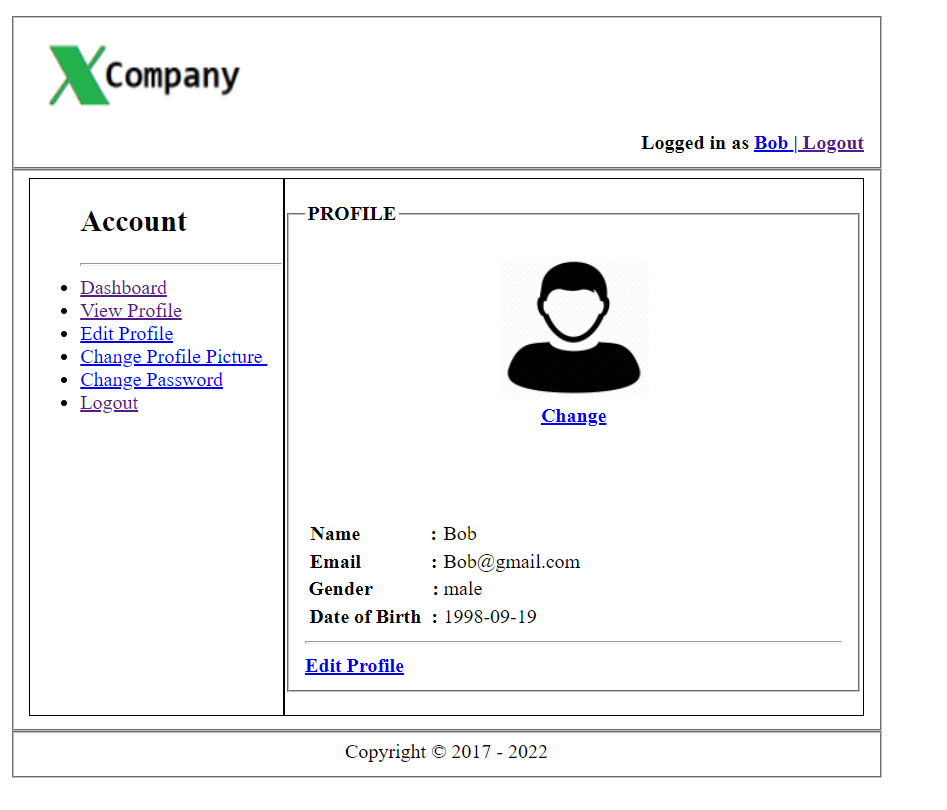 XCompany
Logged in as Bob | Logout
Account
Dashboard
View Profile
Edit Profile
Change Profile Picture
Change Password
Logout
PROFILE
Change
Name : Bob
Email : Bob@gmail.com
Gender : male
Date of Birth : 1998-09-19
Edit Profile
Copyright © 2017 - 2022